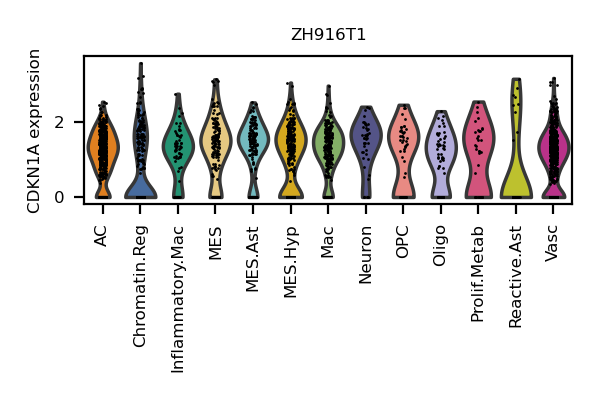 ZH916T1
CDKN1A expression
2
0
AC
Chromatin.Reg
Inflammatory.Mac
MES
MES.Ast
MES.Hyp
Mac
Neuron
OPC
Oligo
Prolif.Metab
Reactive.Ast
Vasc